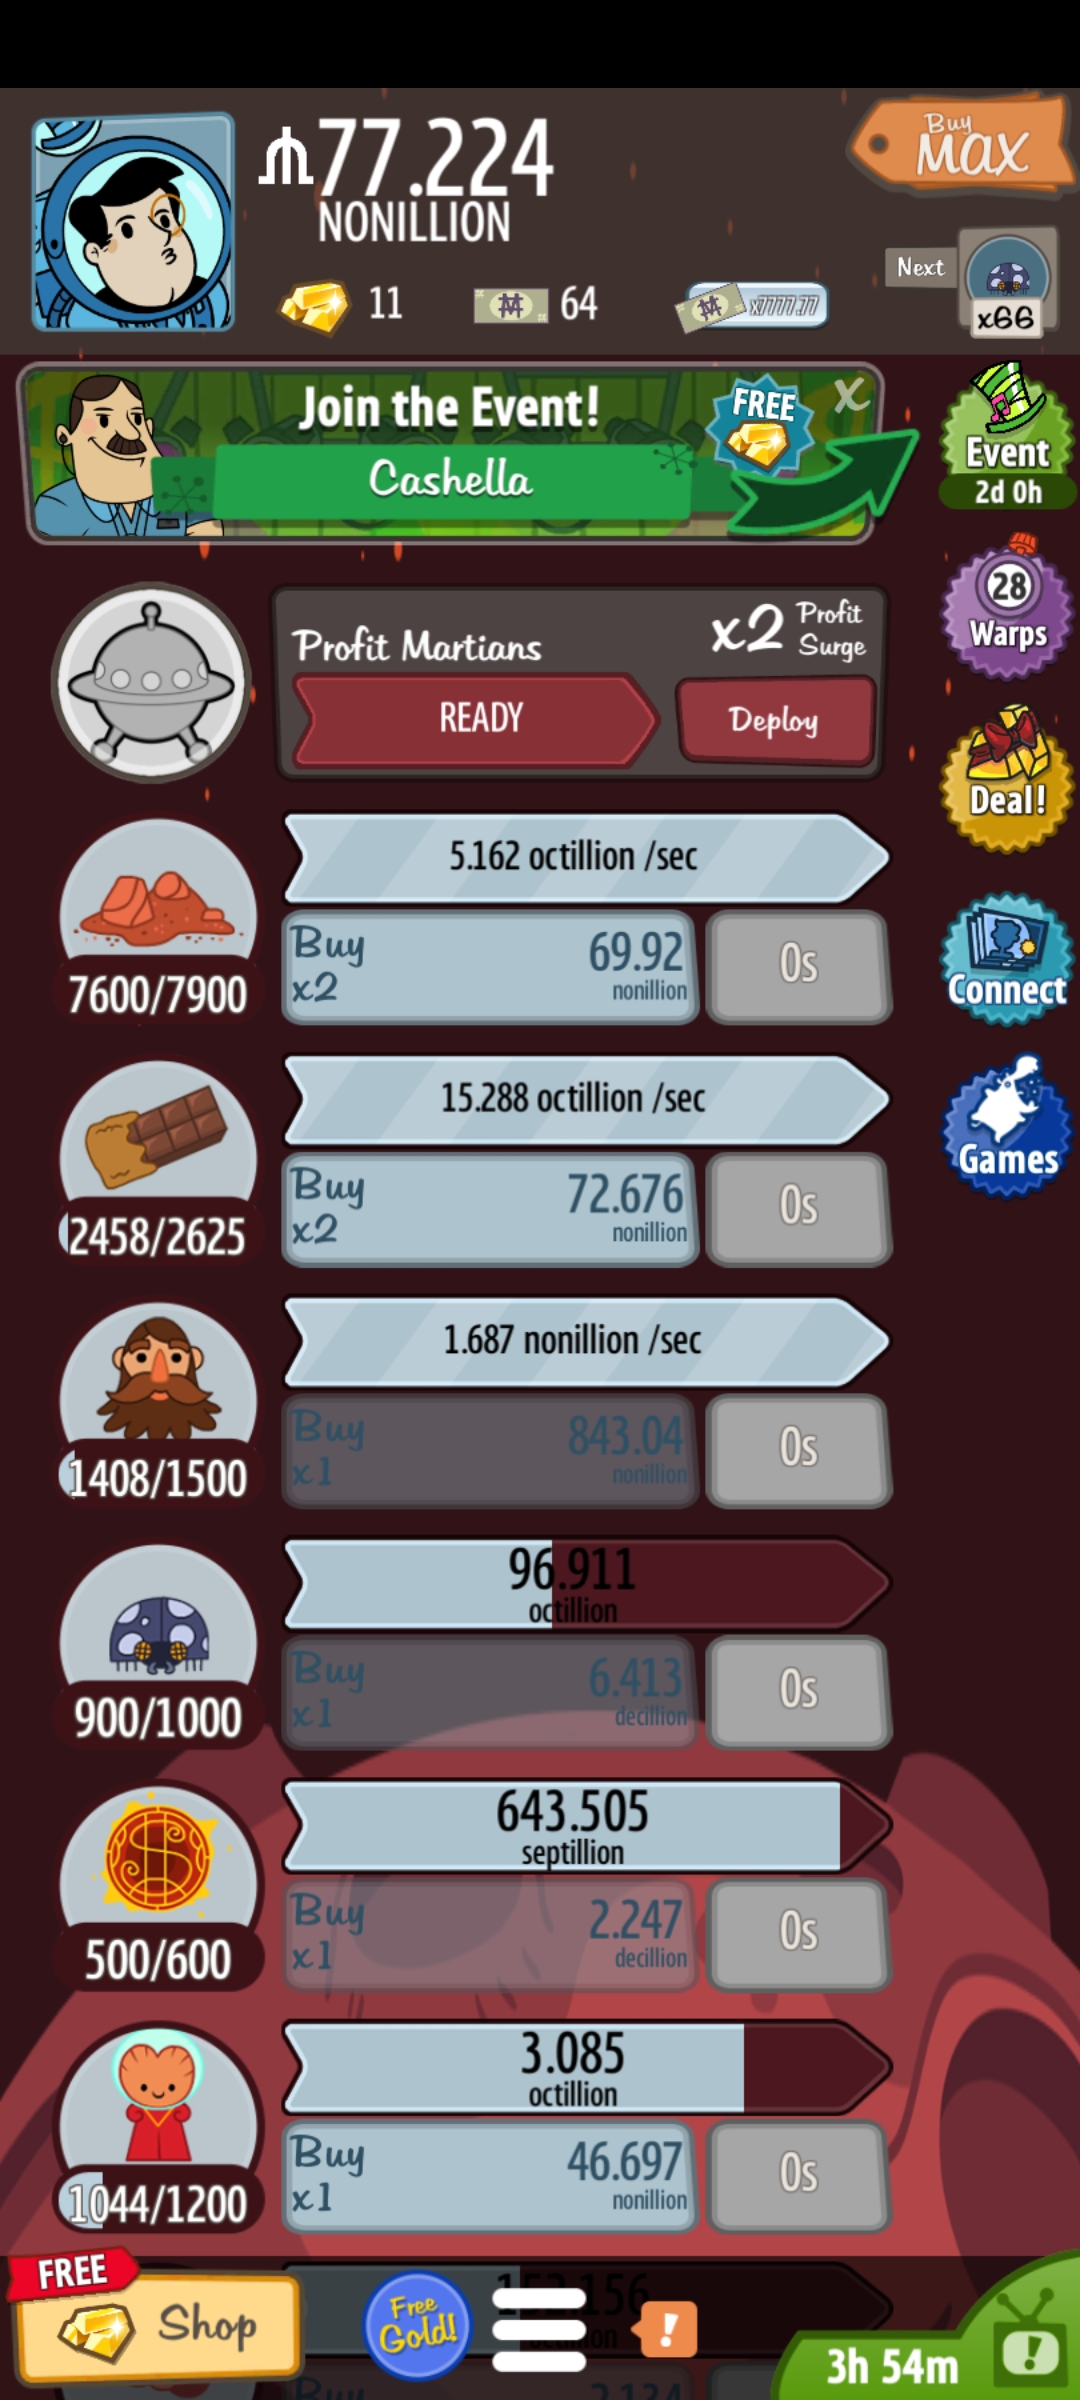 77.224
NONILLION
Buy
MAX
11
64
x7777.77
Next
x66
Join the Event!
Cashella
FREE
X
Event
2d 0h
28
Warps
Profit Martians
x2 Profit Surge
READY
Deploy
Deal!
5.162 octillion /sec
7600/7900
Buy x2
69.92
nonillion
0s
Connect
15.288 octillion /sec
2458/2625
Buy x2
72.676
nonillion
0s
Games
1.687 nonillion /sec
1408/1500
Buy x1
843.04
nonillion
0s
96.911
octillion
900/1000
Buy x1
6.413
decillion
0s
643.505
septillion
500/600
Buy x1
2.247
decillion
0s
3.085
octillion
1044/1200
Buy x1
46.697
nonillion
0s
FREE
Shop
Free Gold!
!
3h 54m
!
Buy
2.134